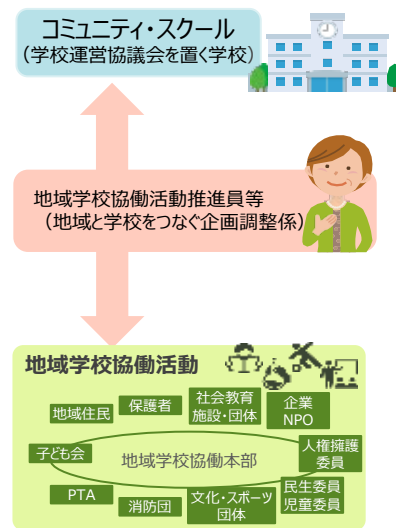 コミュニティ・スクール
(学校運営協議会を置く学校)
地域学校協働活動推進員等
(地域と学校をつなぐ企画調整係)
地域学校協働活動
地域住民
保護者
社会教育
施設・団体
企業
NPO
子ども会
地域学校協働本部
人権擁護
委員
PTA
消防団
文化・スポーツ
団体
民生委員
児童委員